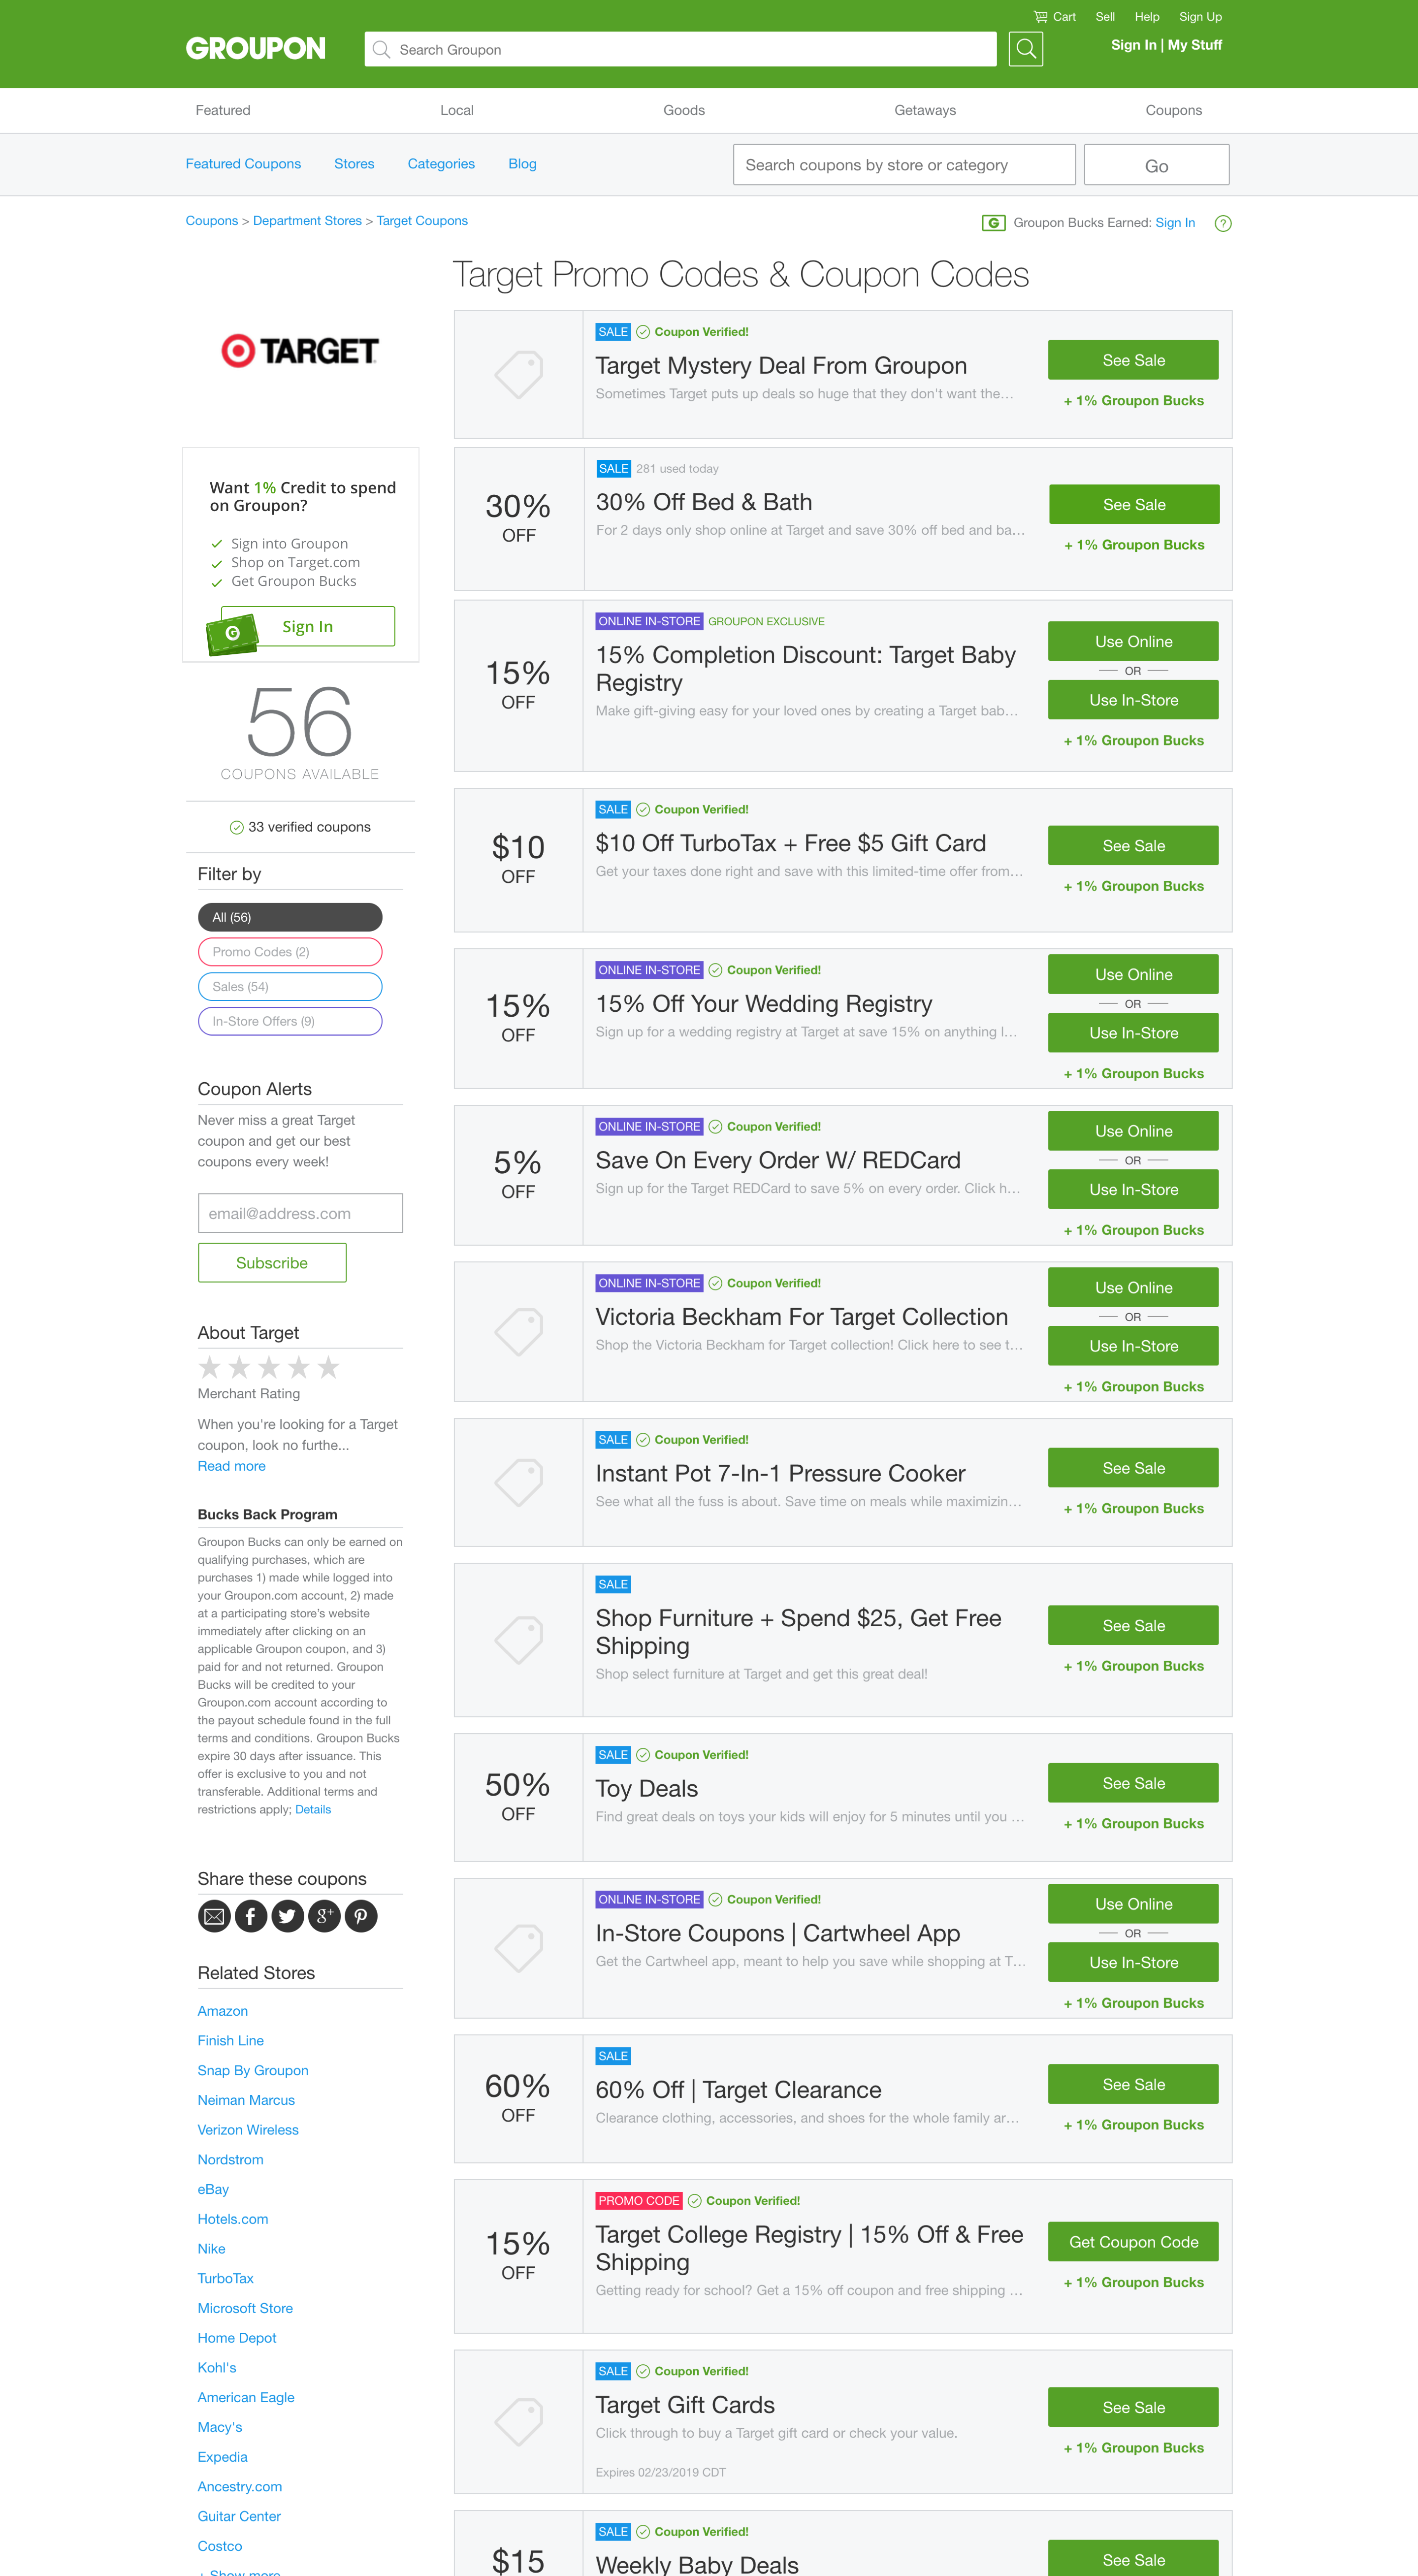 Cart Sell Help Sign Up
GROUPON
Search Groupon
Sign In | My Stuff
Featured Local Goods Getaways Coupons
Featured Coupons Stores Categories Blog
Search coupons by store or category
Go
Coupons > Department Stores > Target Coupons
G Groupon Bucks Earned: Sign In ?
Target Promo Codes & Coupon Codes
TARGET
Want 1% Credit to spend
on Groupon?
Sign into Groupon
Shop on Target.com
Get Groupon Bucks
G Sign In
56
COUPONS AVAILABLE
33 verified coupons
Filter by
All (56)
Promo Codes (2)
Sales (54)
In-Store Offers (9)
Coupon Alerts
Never miss a great Target
coupon and get our best
coupons every week!
email@address.com
Subscribe
About Target
Merchant Rating
When you're looking for a Target
coupon, look no furthe...
Read more
Bucks Back Program
Groupon Bucks can only be earned on
qualifying purchases, which are
purchases 1) made while logged into
your Groupon.com account, 2) made
at a participating store's website
immediately after clicking on an
applicable Groupon coupon, and 3)
paid for and not returned. Groupon
Bucks will be credited to your
Groupon.com account according to
the payout schedule found in the full
terms and conditions. Groupon Bucks
expire 30 days after issuance. This
offer is exclusive to you and not
transferable. Additional terms and
restrictions apply; Details
Share these coupons
Related Stores
Amazon
Finish Line
Snap By Groupon
Neiman Marcus
Verizon Wireless
Nordstrom
eBay
Hotels.com
Nike
TurboTax
Microsoft Store
Home Depot
Kohl's
American Eagle
Macy's
Expedia
Ancestry.com
Guitar Center
Costco
+ Show more
SALE Coupon Verified!
Target Mystery Deal From Groupon
Sometimes Target puts up deals so huge that they don't want the…
See Sale
+ 1% Groupon Bucks
30%
OFF
SALE 281 used today
30% Off Bed & Bath
For 2 days only shop online at Target and save 30% off bed and ba…
See Sale
+ 1% Groupon Bucks
15%
OFF
ONLINE IN-STORE GROUPON EXCLUSIVE
15% Completion Discount: Target Baby
Registry
Make gift-giving easy for your loved ones by creating a Target bab…
Use Online
OR
Use In-Store
+ 1% Groupon Bucks
$10
OFF
SALE Coupon Verified!
$10 Off TurboTax + Free $5 Gift Card
Get your taxes done right and save with this limited-time offer from…
See Sale
+ 1% Groupon Bucks
15%
OFF
ONLINE IN-STORE Coupon Verified!
15% Off Your Wedding Registry
Sign up for a wedding registry at Target at save 15% on anything l…
Use Online
OR
Use In-Store
+ 1% Groupon Bucks
5%
OFF
ONLINE IN-STORE Coupon Verified!
Save On Every Order W/ REDCard
Sign up for the Target REDCard to save 5% on every order. Click h…
Use Online
OR
Use In-Store
+ 1% Groupon Bucks
ONLINE IN-STORE Coupon Verified!
Victoria Beckham For Target Collection
Shop the Victoria Beckham for Target collection! Click here to see t…
Use Online
OR
Use In-Store
+ 1% Groupon Bucks
SALE Coupon Verified!
Instant Pot 7-In-1 Pressure Cooker
See what all the fuss is about. Save time on meals while maximizin…
See Sale
+ 1% Groupon Bucks
SALE
Shop Furniture + Spend $25, Get Free
Shipping
Shop select furniture at Target and get this great deal!
See Sale
+ 1% Groupon Bucks
50%
OFF
SALE Coupon Verified!
Toy Deals
Find great deals on toys your kids will enjoy for 5 minutes until you …
See Sale
+ 1% Groupon Bucks
ONLINE IN-STORE Coupon Verified!
In-Store Coupons | Cartwheel App
Get the Cartwheel app, meant to help you save while shopping at T…
Use Online
OR
Use In-Store
+ 1% Groupon Bucks
60%
OFF
SALE
60% Off | Target Clearance
Clearance clothing, accessories, and shoes for the whole family ar…
See Sale
+ 1% Groupon Bucks
15%
OFF
PROMO CODE Coupon Verified!
Target College Registry | 15% Off & Free
Shipping
Getting ready for school? Get a 15% off coupon and free shipping …
Get Coupon Code
+ 1% Groupon Bucks
SALE Coupon Verified!
Target Gift Cards
Click through to buy a Target gift card or check your value.
Expires 02/23/2019 CDT
See Sale
+ 1% Groupon Bucks
$15
SALE Coupon Verified!
Weekly Baby Deals
See Sale